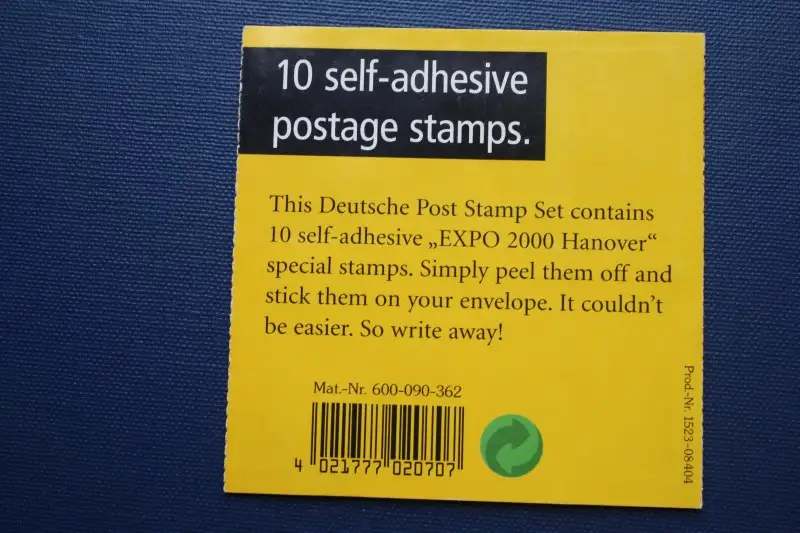 10 self-adhesive
postage stamps.
This Deutsche Post Stamp Set contains
10 self-adhesive „EXPO 2000 Hanover“
special stamps. Simply peel them off and
stick them on your envelope. It couldn't
be easier. So write away!
Mat.-Nr. 600-090-362
4 021777 020707
Prod.-Nr. 1523-08404